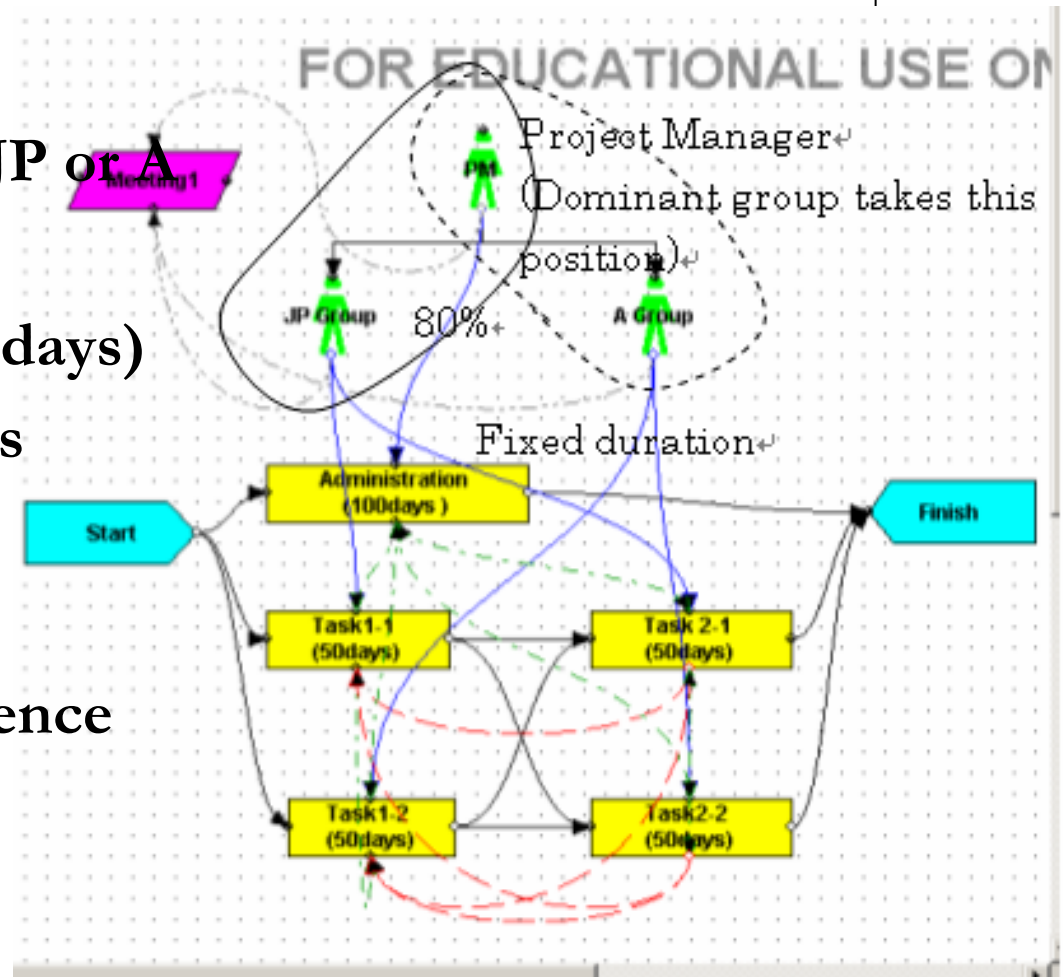 FOR EDUCATIONAL USE ON
JP or A
Meeting1
PM
Project Manager↵
(Dominant group takes this
position)↵
JP Group
80%↵
A Group
days)
s
Fixed duration↵
Administration
(100days )
Start
Finish
Task1-1
(50days)
Task 2-1
(50days)
ence
Task1-2
(50days)
Task2-2
(50days)